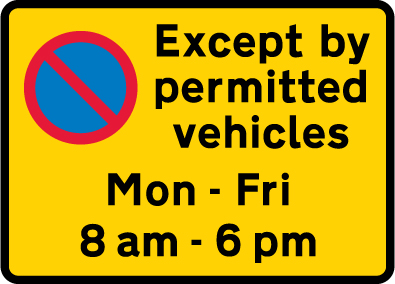 Except by
permitted
vehicles
Mon - Fri
8 am - 6 pm